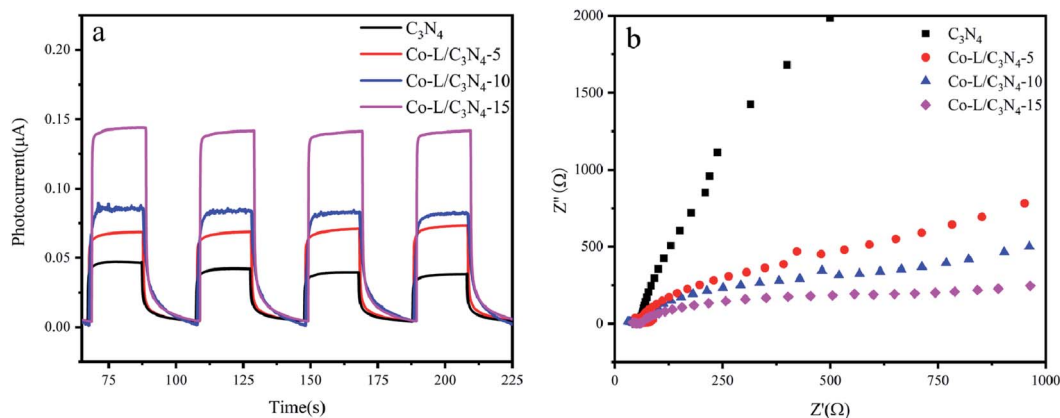 a
C₃N₄
Co-L/C₃N₄-5
Co-L/C₃N₄-10
Co-L/C₃N₄-15
Photocurrent(μA)
0.20
0.15
0.10
0.05
0.00
75 100 125 150 175 200 225
Time(s)
b
C₃N₄
Co-L/C₃N₄-5
Co-L/C₃N₄-10
Co-L/C₃N₄-15
Z''(Ω)
2000
1500
1000
500
0
0 250 500 750 1000
Z'(Ω)